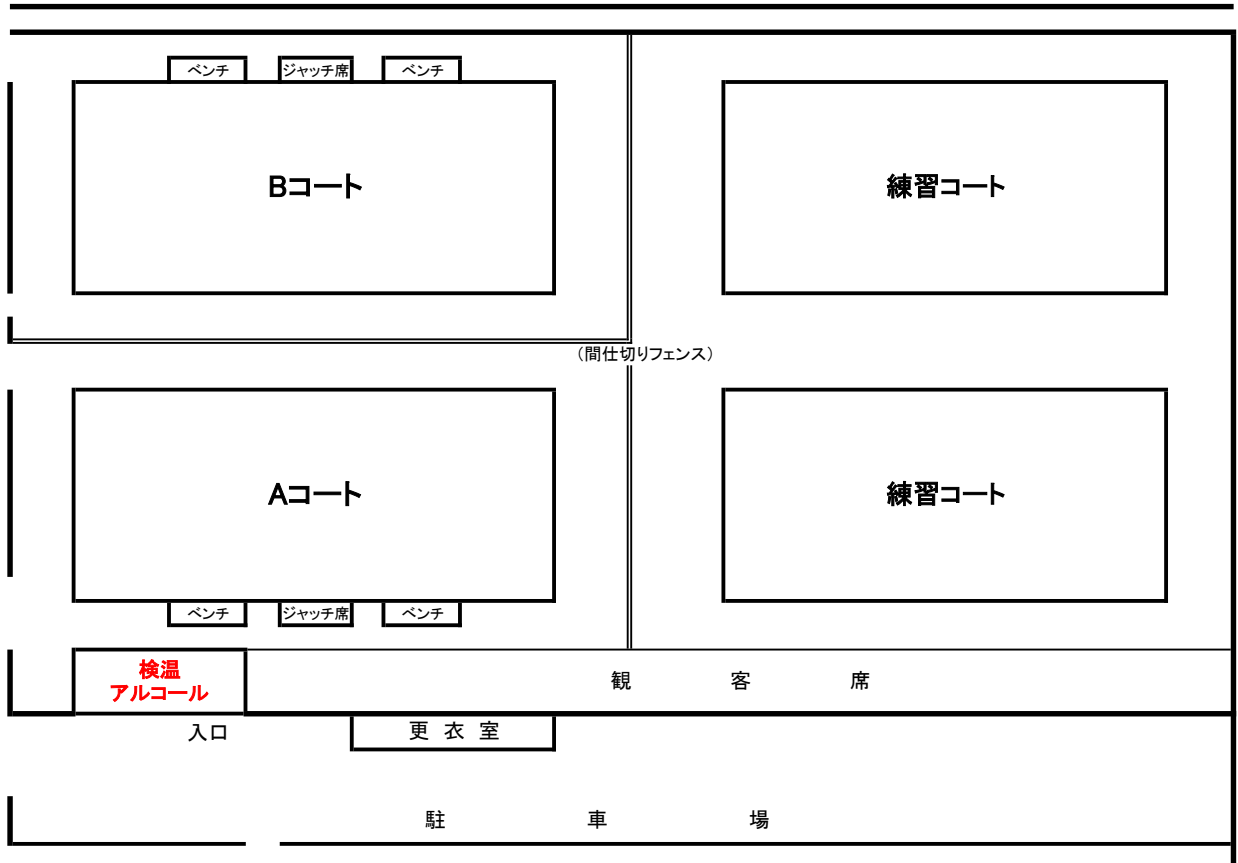 ベンチ ジャッチ席 ベンチ
Bコート 練習コート
（間仕切りフェンス）
Aコート 練習コート
ベンチ ジャッチ席 ベンチ
検温
アルコール
観客席
入口 更衣室
駐車場